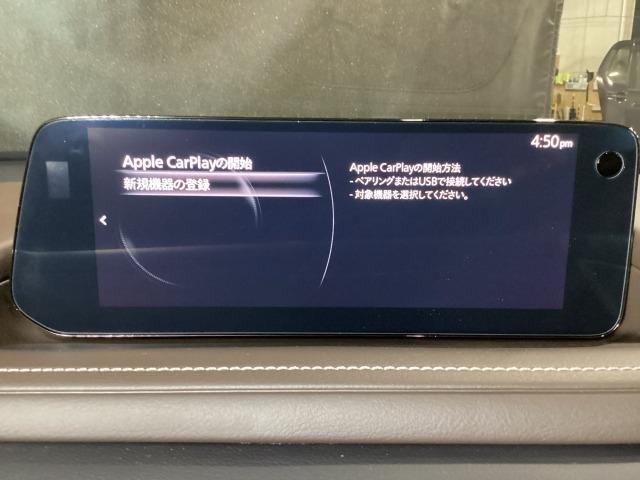 4:50pm
Apple CarPlayの開始
新規機器の登録
Apple CarPlayの開始方法
- ペアリングまたはUSBで接続してください
- 対象機器を選択してください。